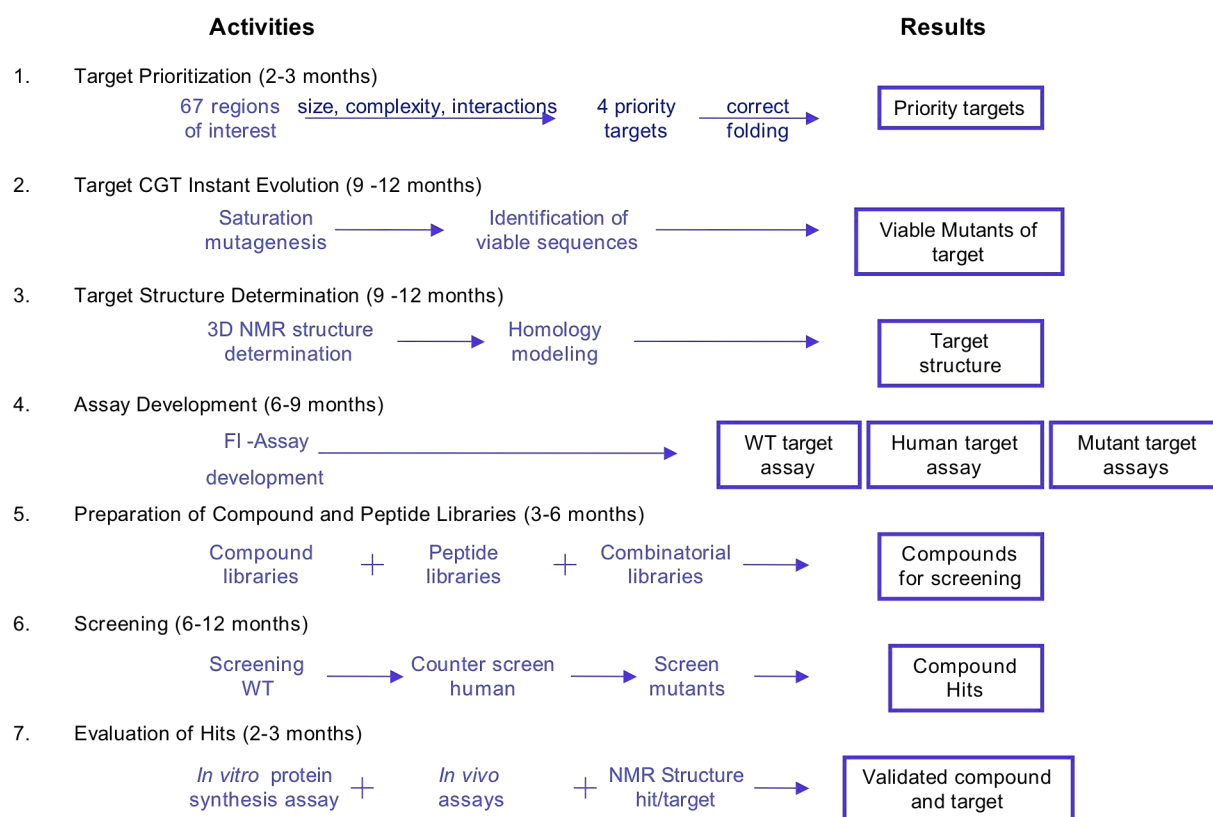 Activities
Results
1. Target Prioritization (2-3 months)
67 regions
of interest
size, complexity, interactions
4 priority
targets
correct
folding
Priority targets
2. Target CGT Instant Evolution (9 -12 months)
Saturation
mutagenesis
Identification of
viable sequences
Viable Mutants of
target
3. Target Structure Determination (9 -12 months)
3D NMR structure
determination
Homology
modeling
Target
structure
4. Assay Development (6-9 months)
FI -Assay
development
WT target
assay
Human target
assay
Mutant target
assays
5. Preparation of Compound and Peptide Libraries (3-6 months)
Compound
libraries
+
Peptide
libraries
+
Combinatorial
libraries
Compounds
for screening
6. Screening (6-12 months)
Screening
WT
Counter screen
human
Screen
mutants
Compound
Hits
7. Evaluation of Hits (2-3 months)
In vitro protein
synthesis assay
+
In vivo
assays
+
NMR Structure
hit/target
Validated compound
and target